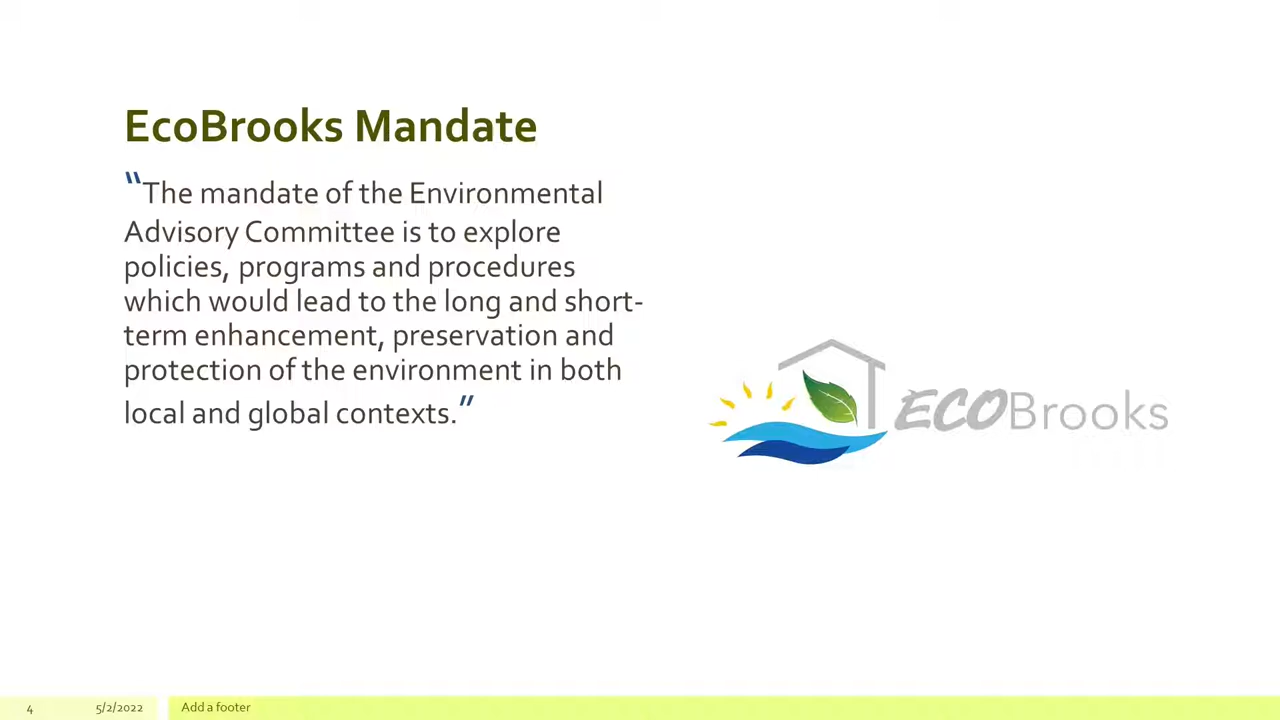 EcoBrooks Mandate
“The mandate of the Environmental
Advisory Committee is to explore
policies, programs and procedures
which would lead to the long and short-
term enhancement, preservation and
protection of the environment in both
local and global contexts.”
ECOBrooks
4
5/2/2022
Add a footer